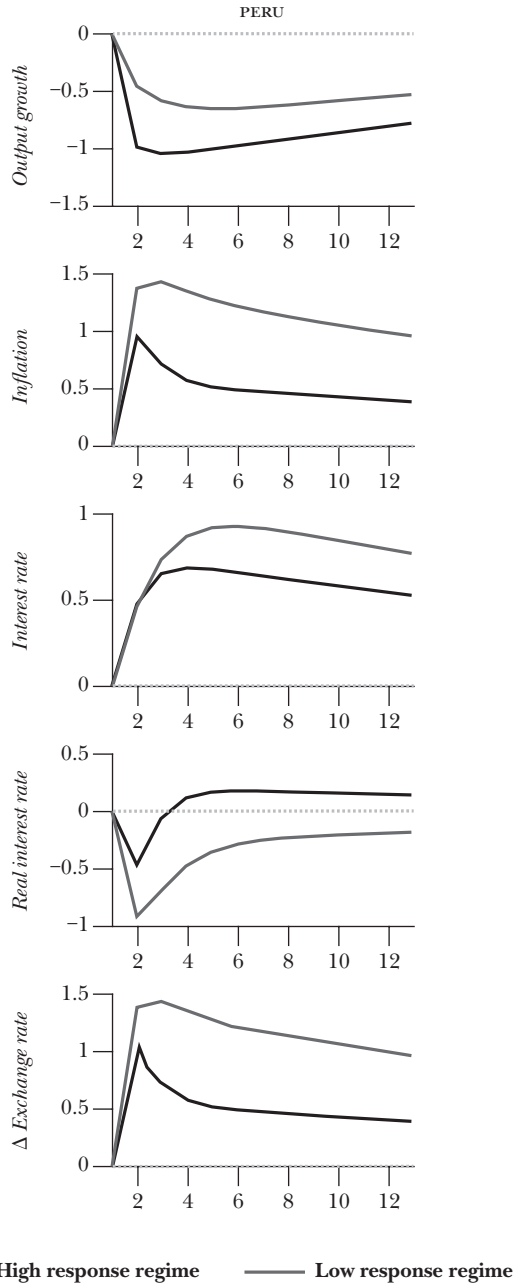 PERU
0
−0.5
−1
−1.5
Output growth
2 4 6 8 10 12
1.5
1
0.5
0
Inflation
2 4 6 8 10 12
1
0.5
0
Interest rate
2 4 6 8 10 12
0.5
0
−0.5
−1
Real interest rate
2 4 6 8 10 12
1.5
1
0.5
0
Δ Exchange rate
2 4 6 8 10 12
High response regime Low response regime